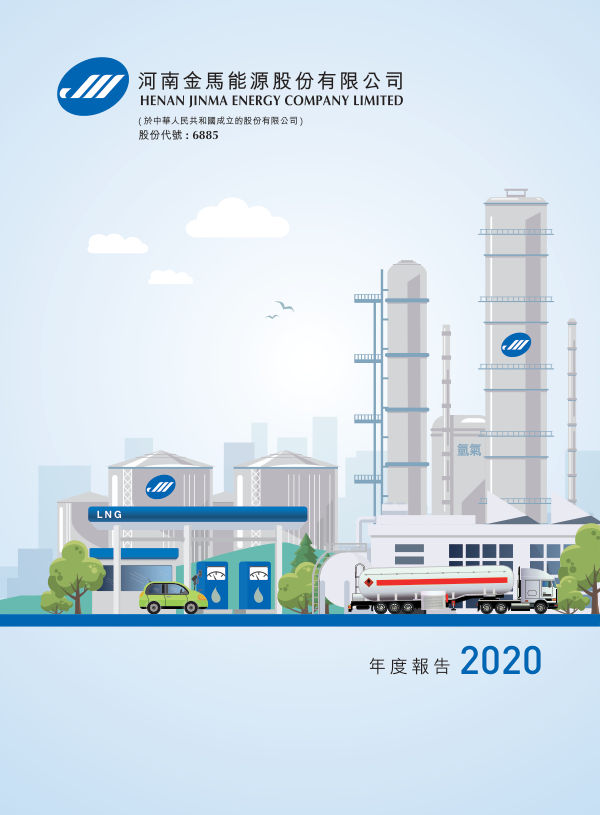 河南金馬能源股份有限公司
HENAN JINMA ENERGY COMPANY LIMITED
(於中華人民共和國成立的股份有限公司)
股份代號 : 6885
氫氣
LNG
年度報告 2020